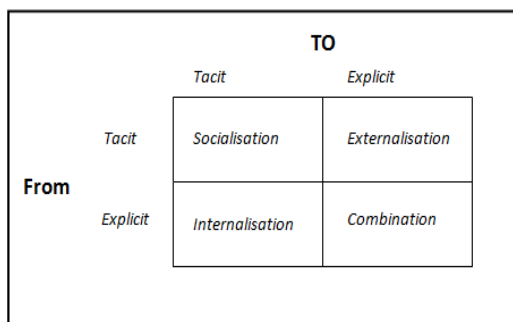 TO
Tacit Explicit
Tacit Socialisation Externalisation
From
Explicit Internalisation Combination